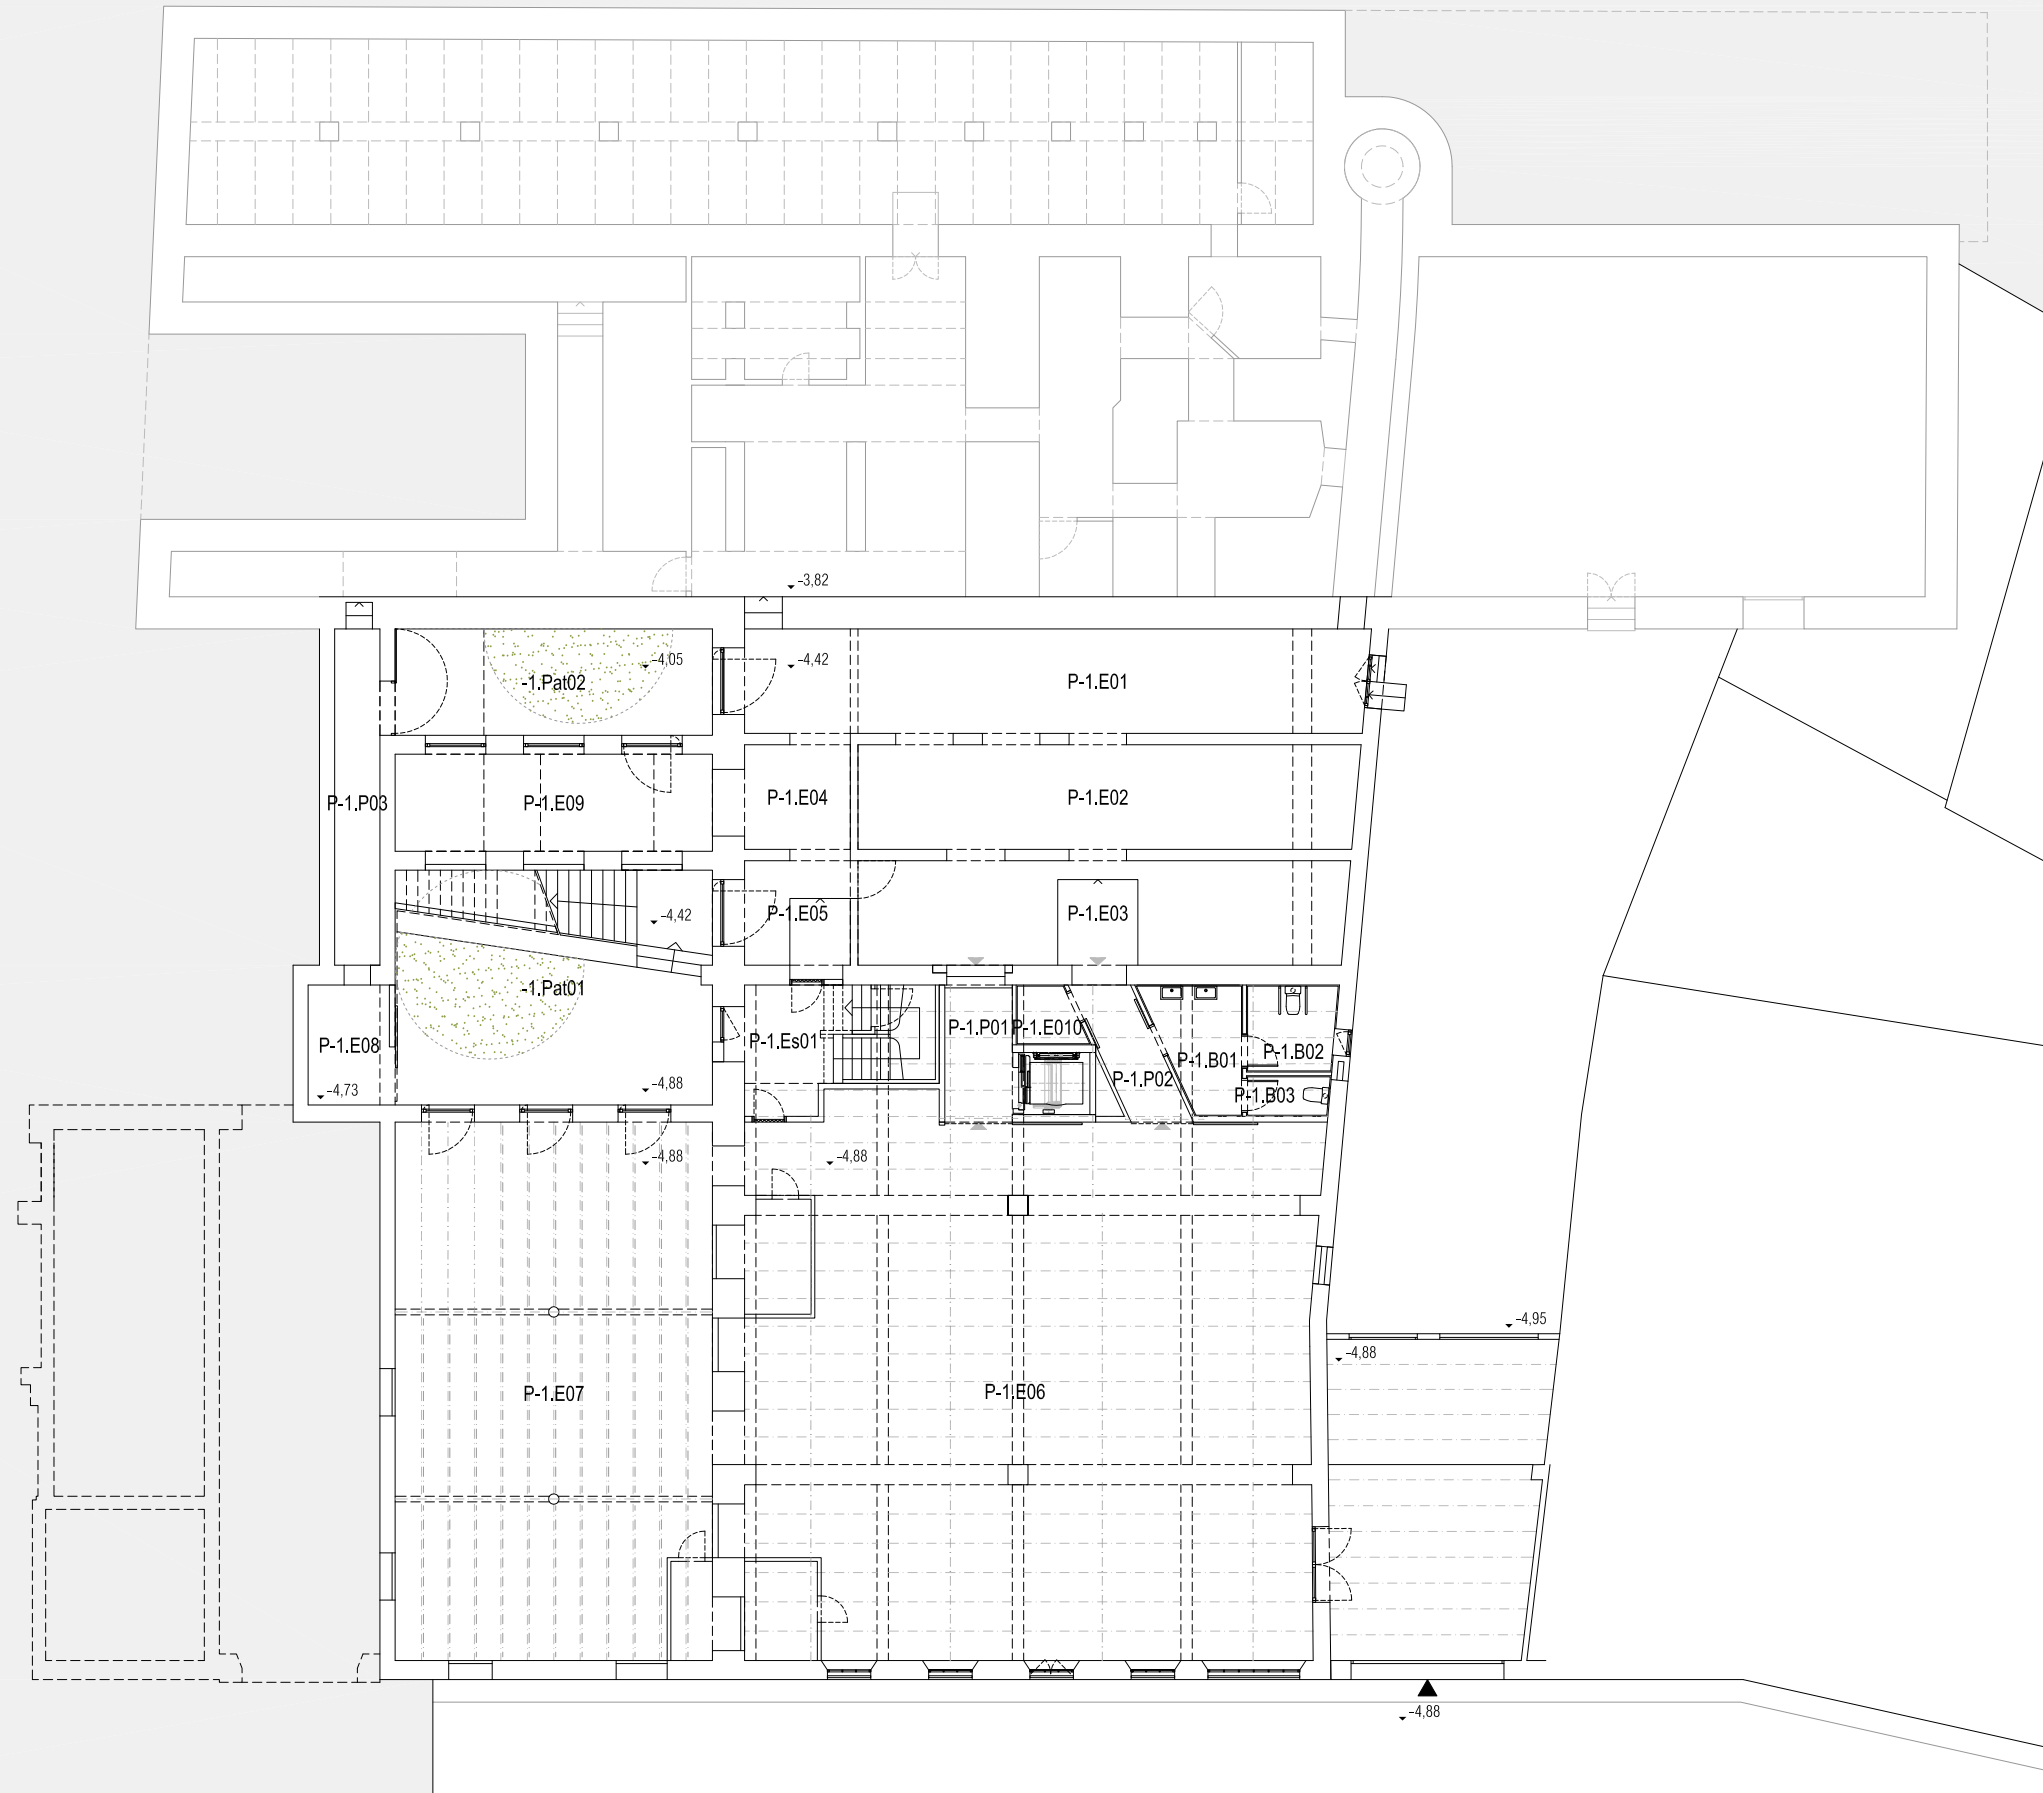 -3,82
-4,05
-4,42
-1.Pat02
P-1.E01
P-1.P03
P-1.E09
P-1.E04
P-1.E02
-4,42
P-1.E05
P-1.E03
-1.Pat01
P-1.E08
P-1.Es01
P-1.P01
P-1.E010
P-1.P02
P-1.B01
P-1.B02
P-1.B03
-4,73
-4,88
-4,88
-4,88
-4,95
-4,88
P-1.E07
P-1.E06
-4,88